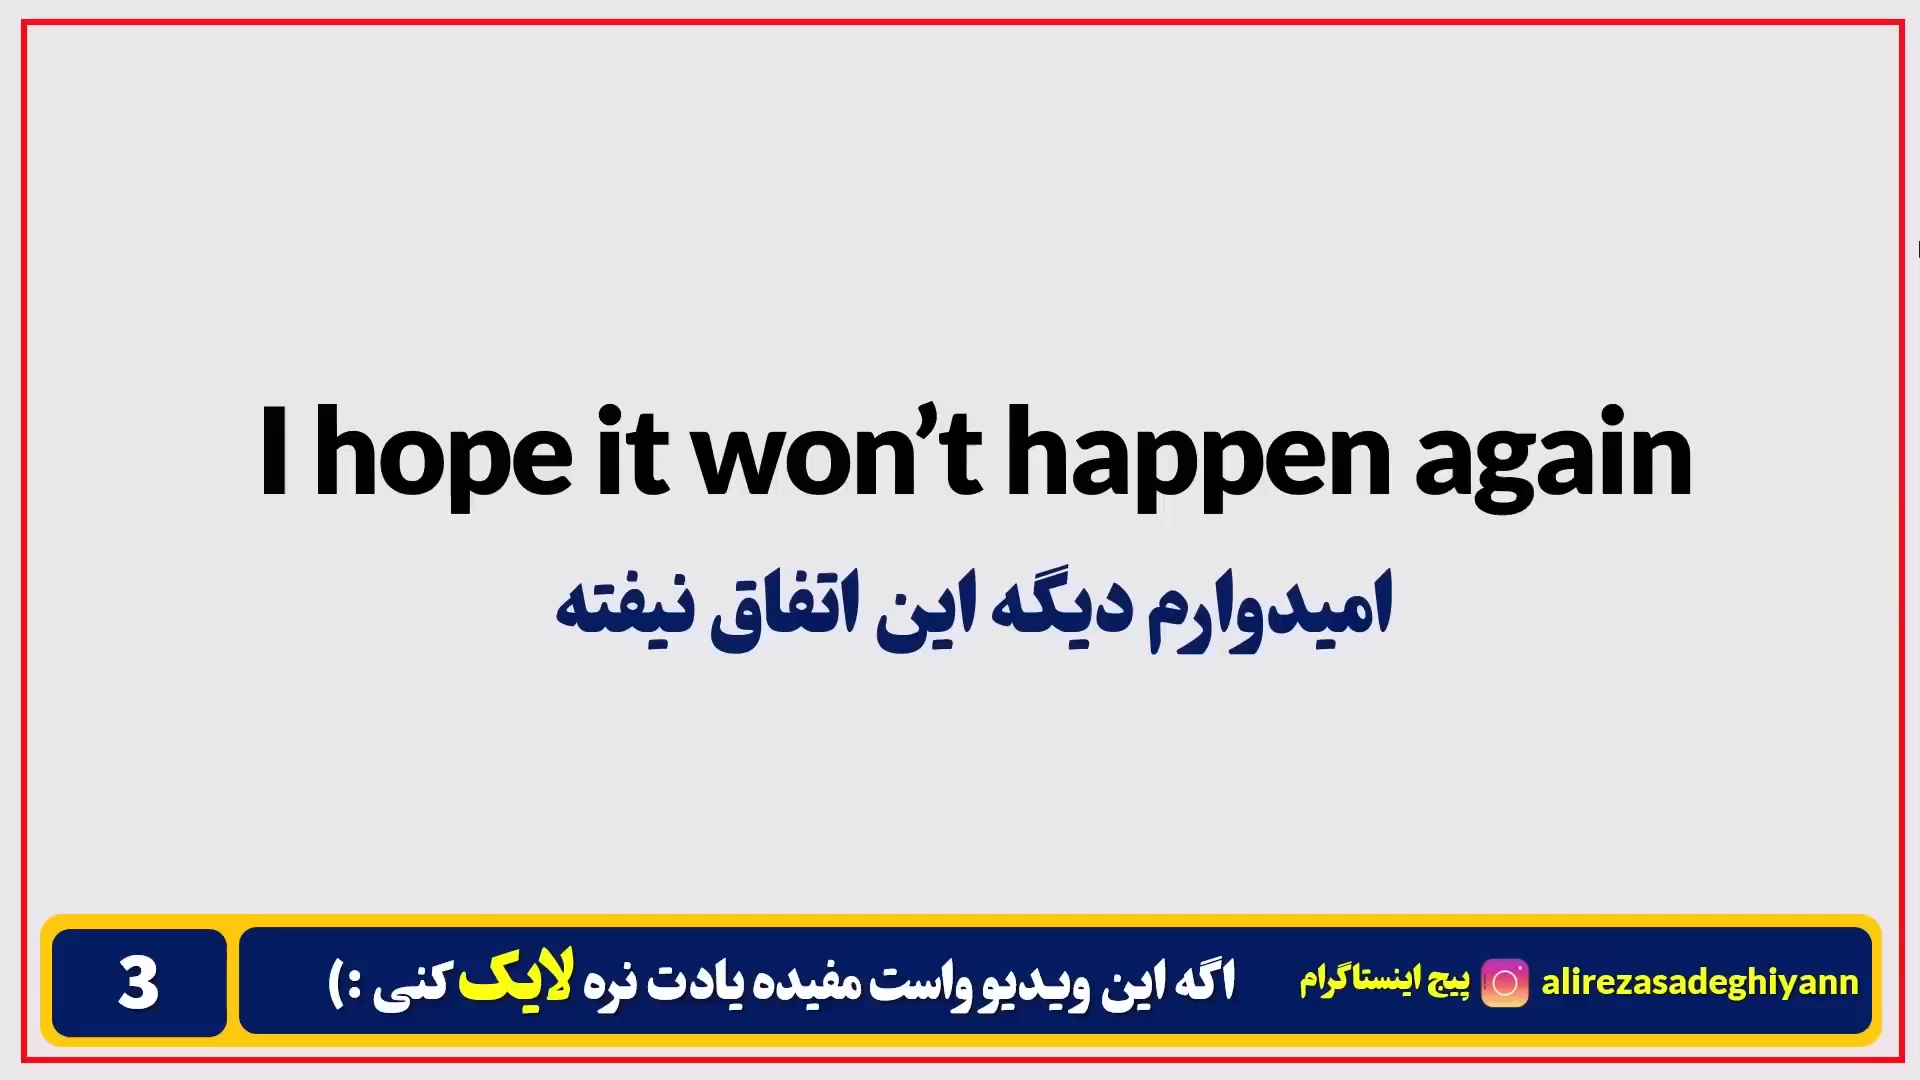 I hope it won’t happen again
امیدوارم دیگه این اتفاق نیفته
3
اگه این ویدیو واست مفیده یادت نره لایک کنی :)
پیج اینستاگرام
alirezasadeghiyann